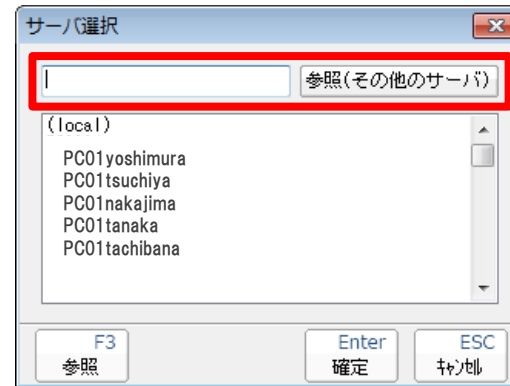 サーバ選択
参照(その他のサーバ)
(local)
PC01yoshimura
PC01tsuchiya
PC01nakajima
PC01tanaka
PC01tachibana
F3 Enter ESC
参照 確定 ｷｬﾝｾﾙ